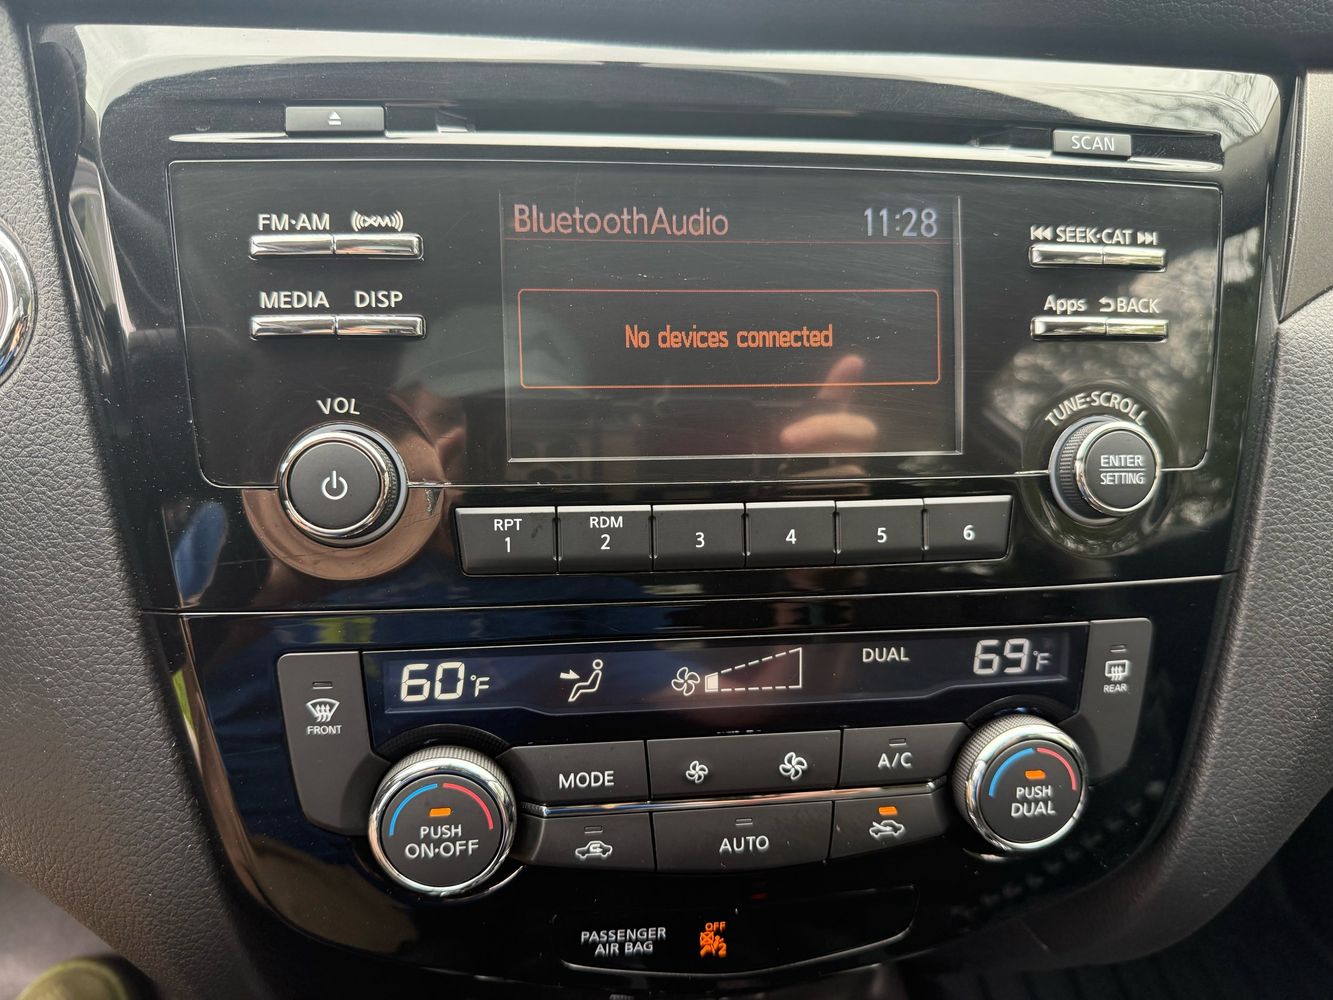 SCAN
FM·AM
((XM))
MEDIA
DISP
VOL
BluetoothAudio
11:28
No devices connected
SEEK·CAT
Apps
BACK
TUNE·SCROLL
ENTER
SETTING
RPT
1
RDM
2
3
4
5
6
60°F
DUAL
69°F
FRONT
REAR
MODE
A/C
PUSH
ON·OFF
AUTO
PUSH
DUAL
PASSENGER
AIR BAG
OFF
2